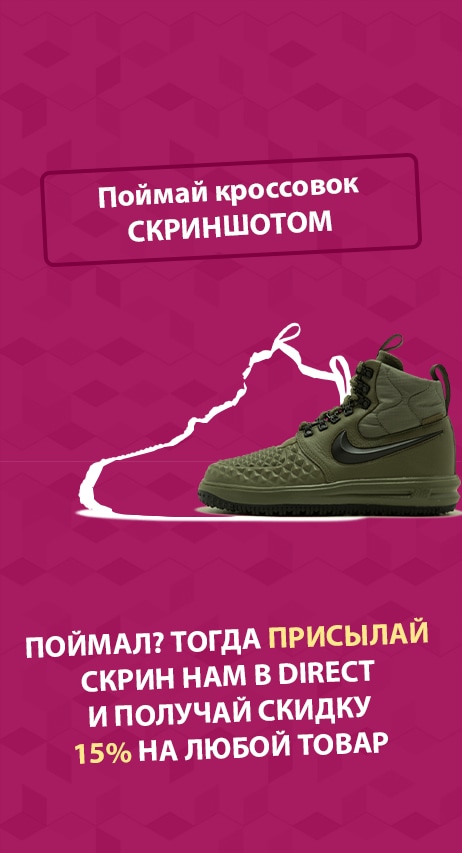 Поймай кроссовок
СКРИНШОТОМ
ПОЙМАЛ? ТОГДА ПРИСЫЛАЙ
СКРИН НАМ В DIRECT
И ПОЛУЧАЙ СКИДКУ
15% НА ЛЮБОЙ ТОВАР